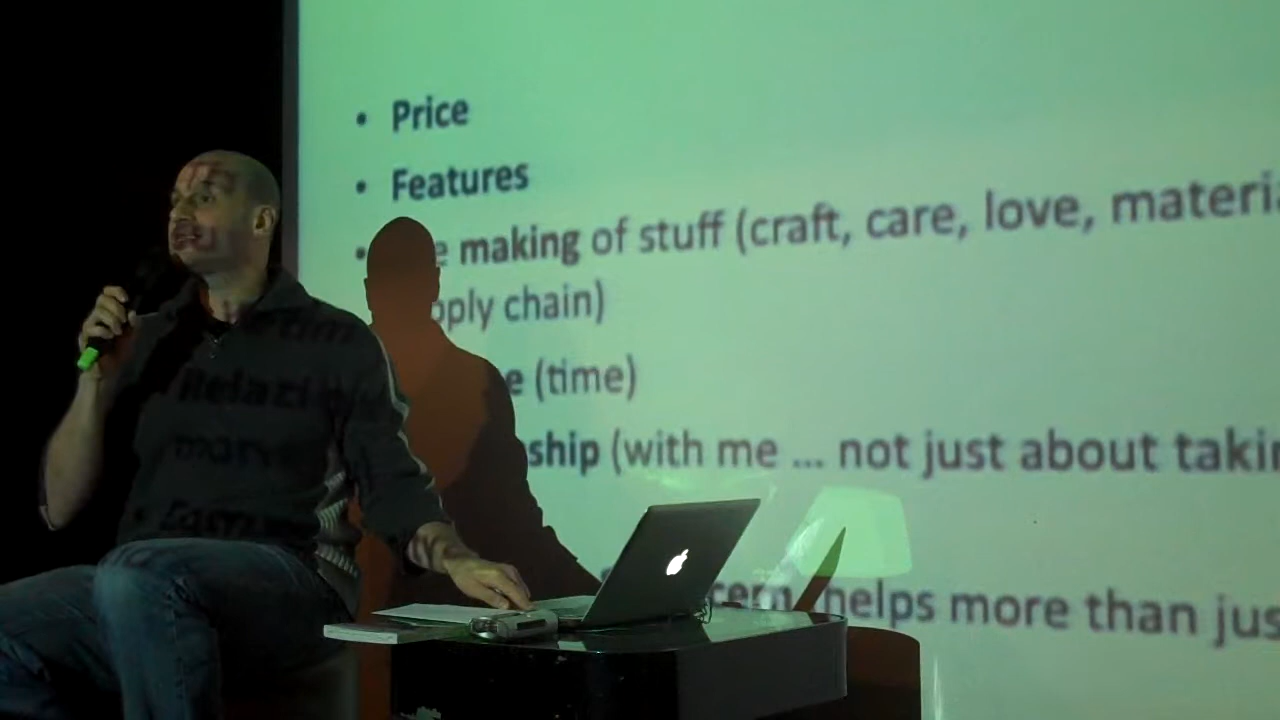 • Price
• Features
• making of stuff (craft, care, love, materi
pply chain)
e (time)
ship (with me ... not just about takin
cern helps more than jus